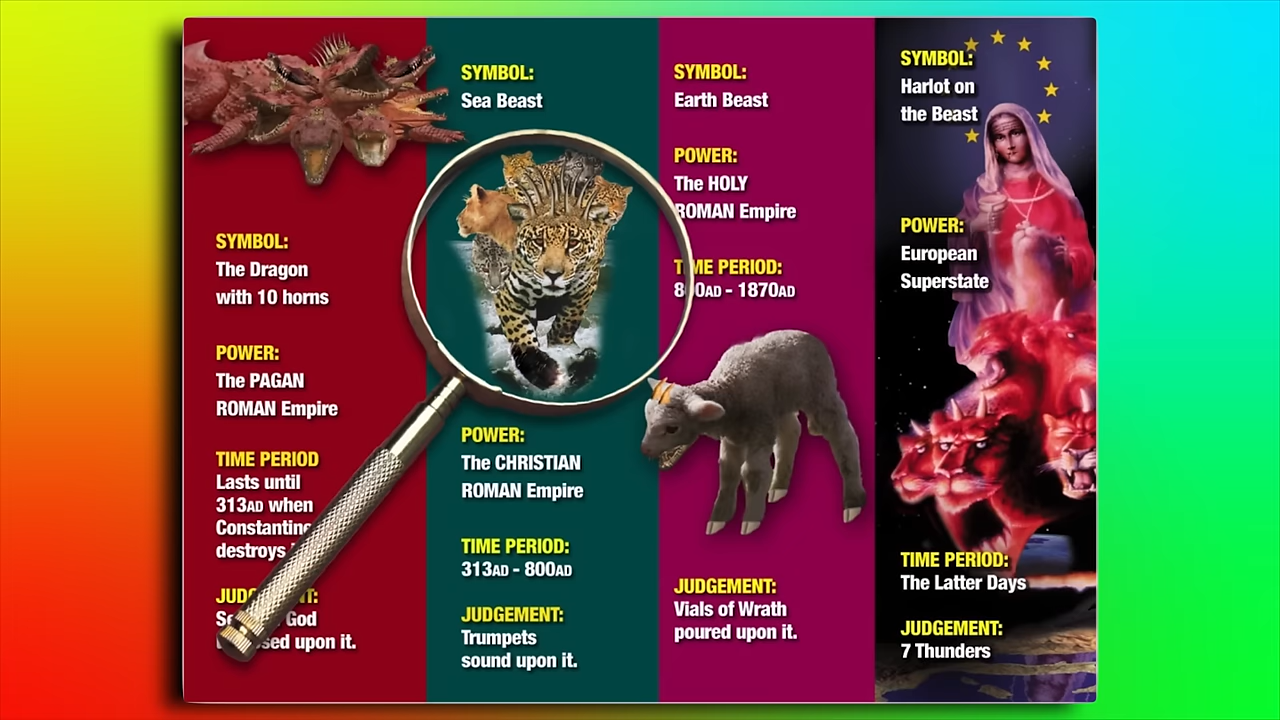 SYMBOL:
The Dragon
with 10 horns
POWER:
The PAGAN
ROMAN Empire
TIME PERIOD
Lasts until
313AD when
Constantine
destroys
God
upon it.
SYMBOL:
Sea Beast
POWER:
The CHRISTIAN
ROMAN Empire
TIME PERIOD:
313AD - 800AD
JUDGEMENT:
Trumpets
sound upon it.
SYMBOL:
Earth Beast
POWER:
The HOLY
ROMAN Empire
TIME PERIOD:
800AD - 1870AD
JUDGEMENT:
Vials of Wrath
poured upon it.
SYMBOL:
Harlot on
the Beast
POWER:
European
Superstate
TIME PERIOD:
The Latter Days
JUDGEMENT:
7 Thunders